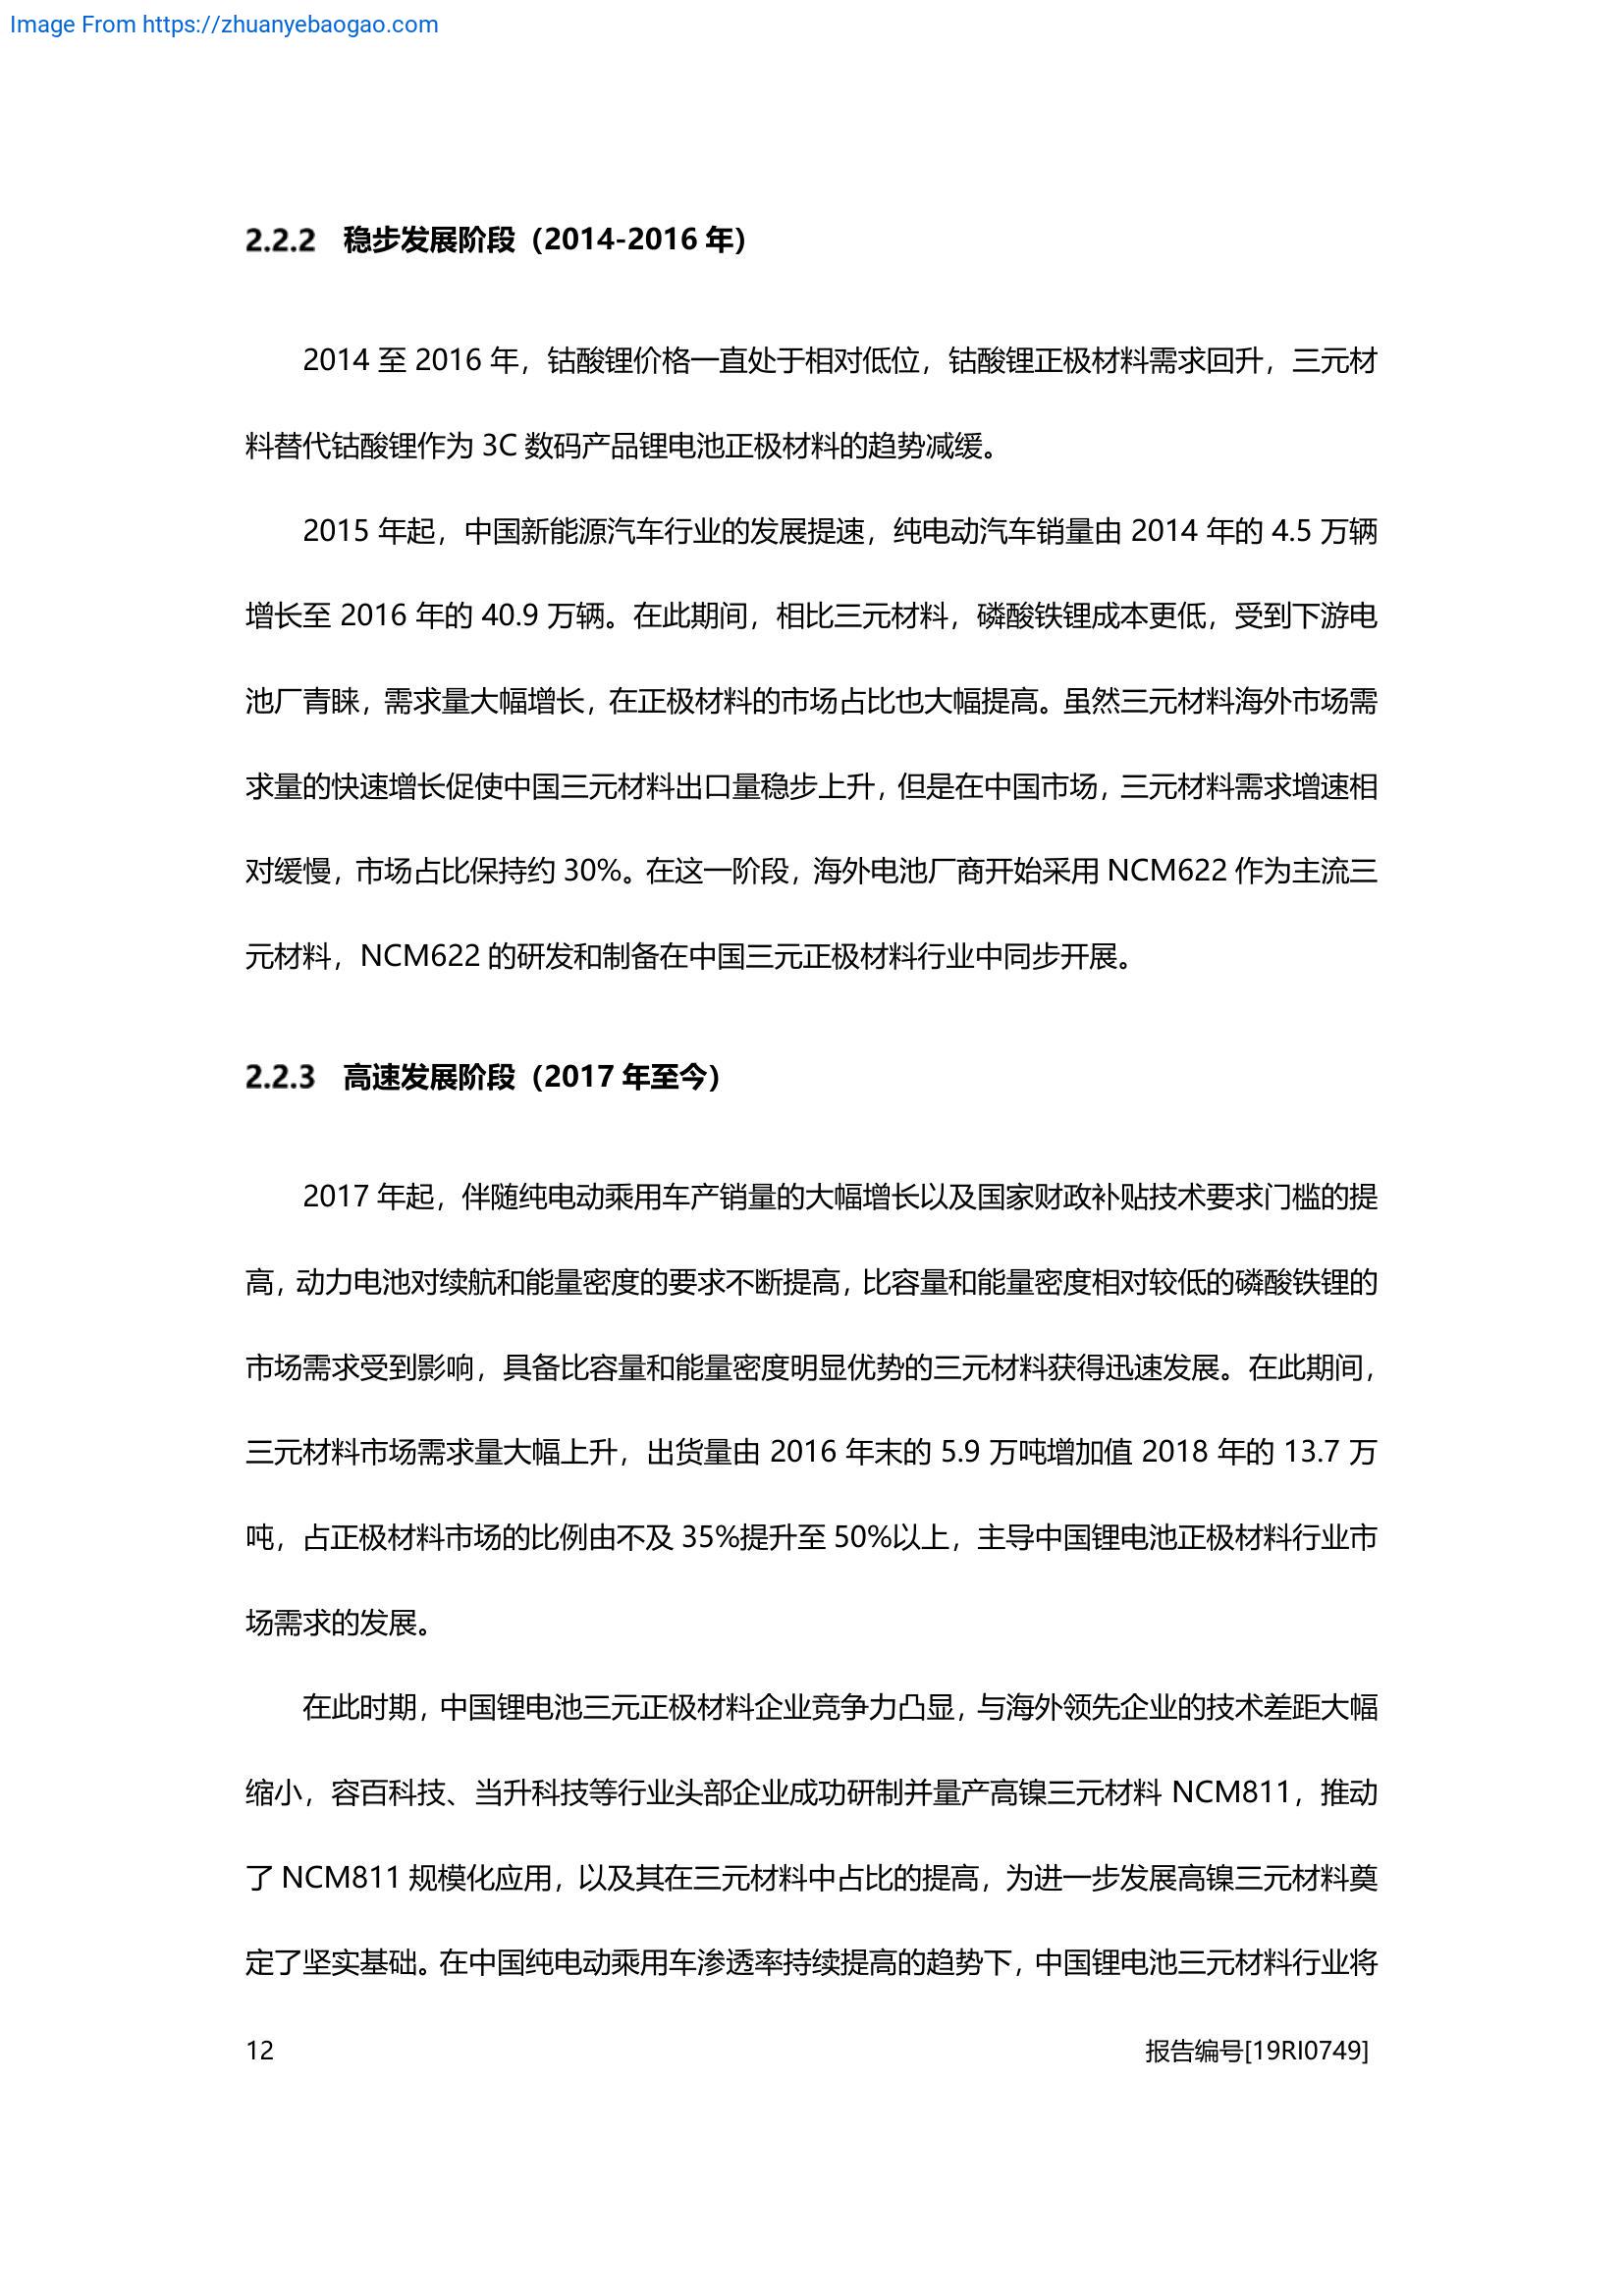 Image From https://zhuanyebaogao.com
2.2.2 稳步发展阶段（2014-2016 年）
2014 至 2016 年，钴酸锂价格一直处于相对低位，钴酸锂正极材料需求回升，三元材
料替代钴酸锂作为 3C 数码产品锂电池正极材料的趋势减缓。
2015 年起，中国新能源汽车行业的发展提速，纯电动汽车销量由 2014 年的 4.5 万辆
增长至 2016 年的 40.9 万辆。在此期间，相比三元材料，磷酸铁锂成本更低，受到下游电
池厂青睐，需求量大幅增长，在正极材料的市场占比也大幅提高。虽然三元材料海外市场需
求量的快速增长促使中国三元材料出口量稳步上升，但是在中国市场，三元材料需求增速相
对缓慢，市场占比保持约 30%。在这一阶段，海外电池厂商开始采用 NCM622 作为主流三
元材料，NCM622 的研发和制备在中国三元正极材料行业中同步开展。
2.2.3 高速发展阶段（2017 年至今）
2017 年起，伴随纯电动乘用车产销量的大幅增长以及国家财政补贴技术要求门槛的提
高，动力电池对续航和能量密度的要求不断提高，比容量和能量密度相对较低的磷酸铁锂的
市场需求受到影响，具备比容量和能量密度明显优势的三元材料获得迅速发展。在此期间，
三元材料市场需求量大幅上升，出货量由 2016 年末的 5.9 万吨增加值 2018 年的 13.7 万
吨，占正极材料市场的比例由不及 35%提升至 50%以上，主导中国锂电池正极材料行业市
场需求的发展。
在此时期，中国锂电池三元正极材料企业竞争力凸显，与海外领先企业的技术差距大幅
缩小，容百科技、当升科技等行业头部企业成功研制并量产高镍三元材料 NCM811，推动
了 NCM811 规模化应用，以及其在三元材料中占比的提高，为进一步发展高镍三元材料奠
定了坚实基础。在中国纯电动乘用车渗透率持续提高的趋势下，中国锂电池三元材料行业将
12 报告编号[19RI0749]